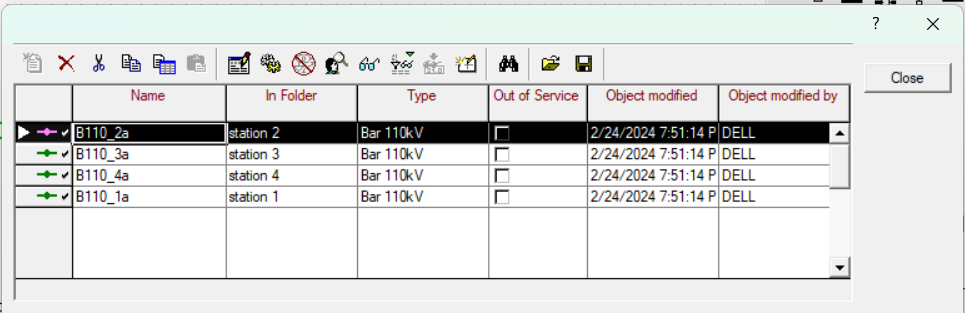 ?
Close
Name In Folder Type Out of Service Object modified Object modified by
B110_2a station 2 Bar 110kV 2/24/2024 7:51:14 P DELL
B110_3a station 3 Bar 110kV 2/24/2024 7:51:14 P DELL
B110_4a station 4 Bar 110kV 2/24/2024 7:51:14 P DELL
B110_1a station 1 Bar 110kV 2/24/2024 7:51:14 P DELL